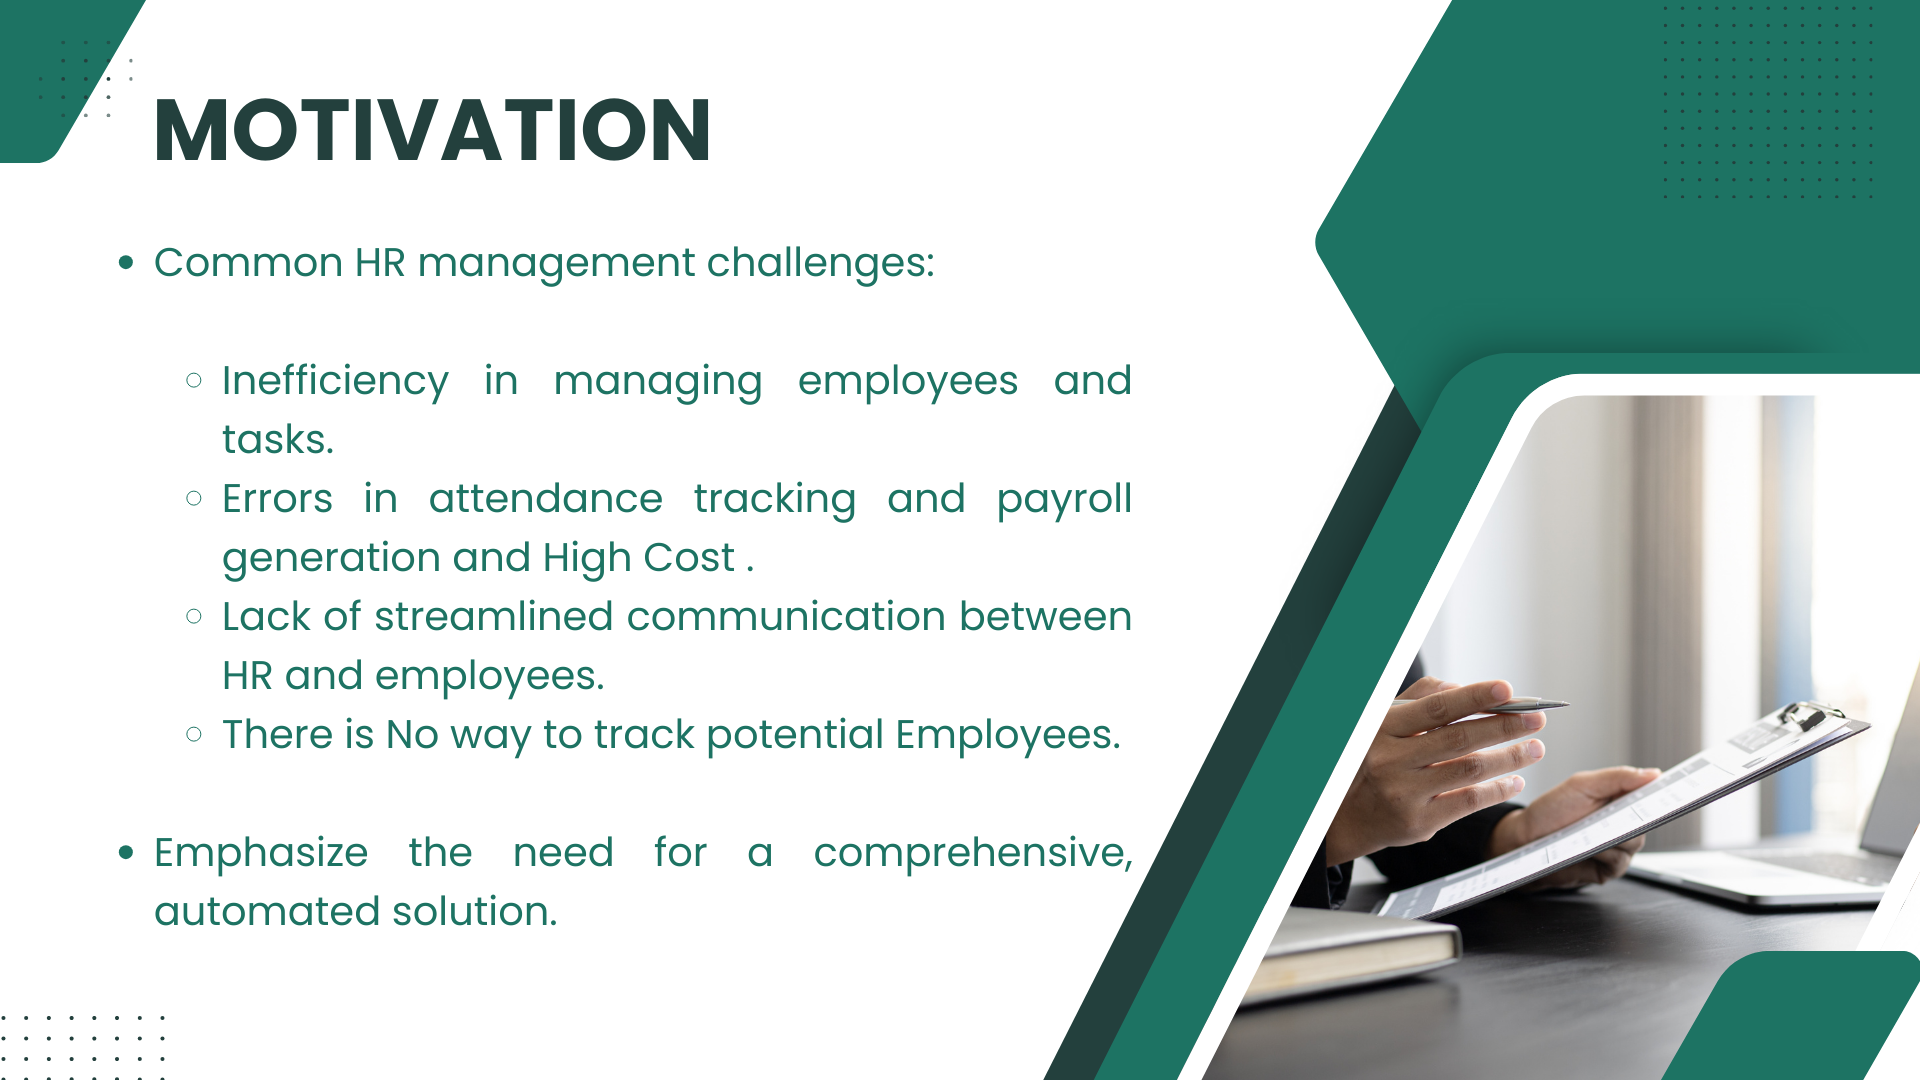 MOTIVATION
Common HR management challenges:
Inefficiency in managing employees and
tasks.
Errors in attendance tracking and payroll
generation and High Cost .
Lack of streamlined communication between
HR and employees.
There is No way to track potential Employees.
Emphasize the need for a comprehensive,
automated solution.